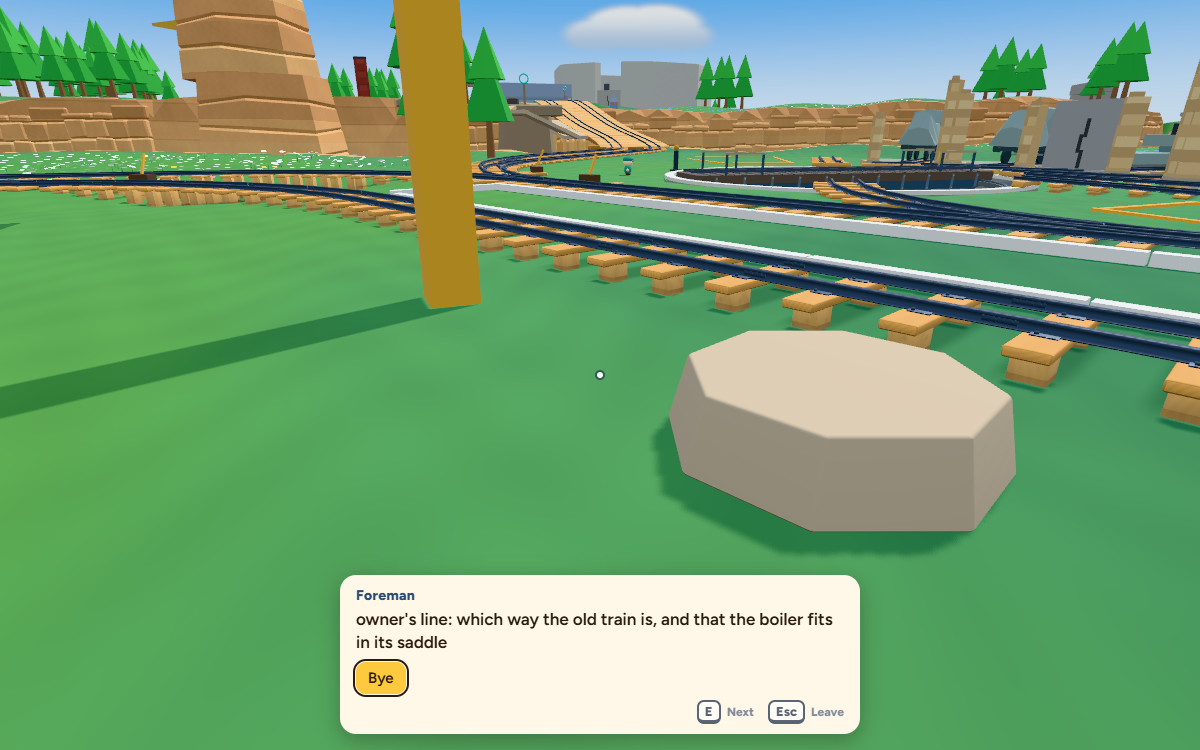 Foreman
owner's line: which way the old train is, and that the boiler fits
in its saddle
Bye
E Next Esc Leave